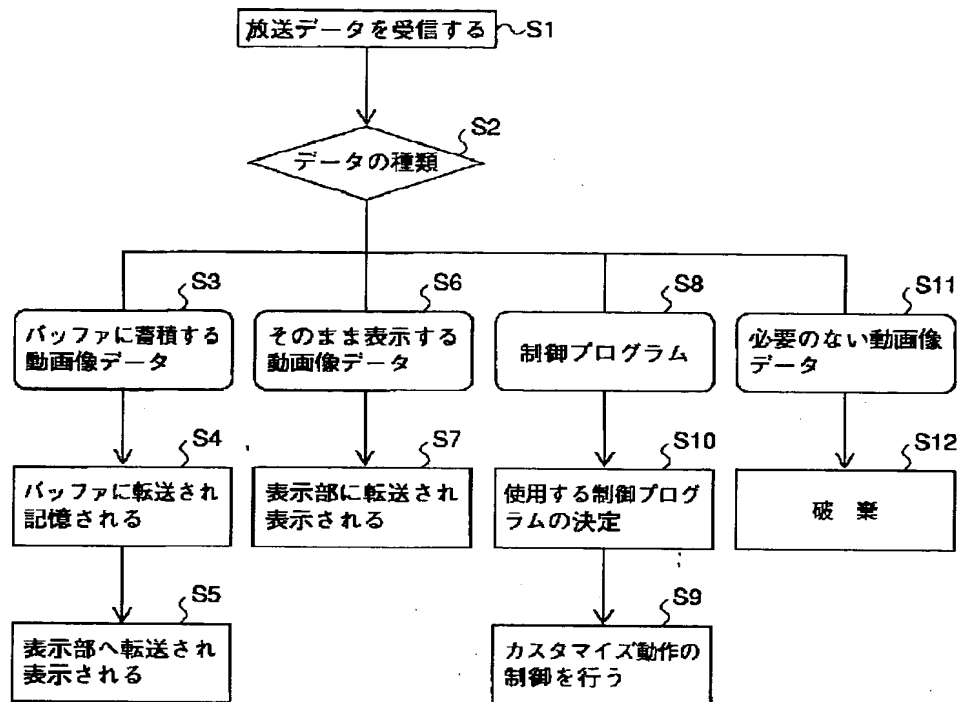 放送データを受信する
S1
S2
データの種類
S3
バッファに蓄積する
動画像データ
S6
そのまま表示する
動画像データ
S8
制御プログラム
S11
必要のない動画像
データ
S4
バッファに転送され
記憶される
S7
表示部に転送され
表示される
S10
使用する制御プログ
ラムの決定
S12
破 棄
S5
表示部へ転送され
表示される
S9
カスタマイズ動作の
制御を行う